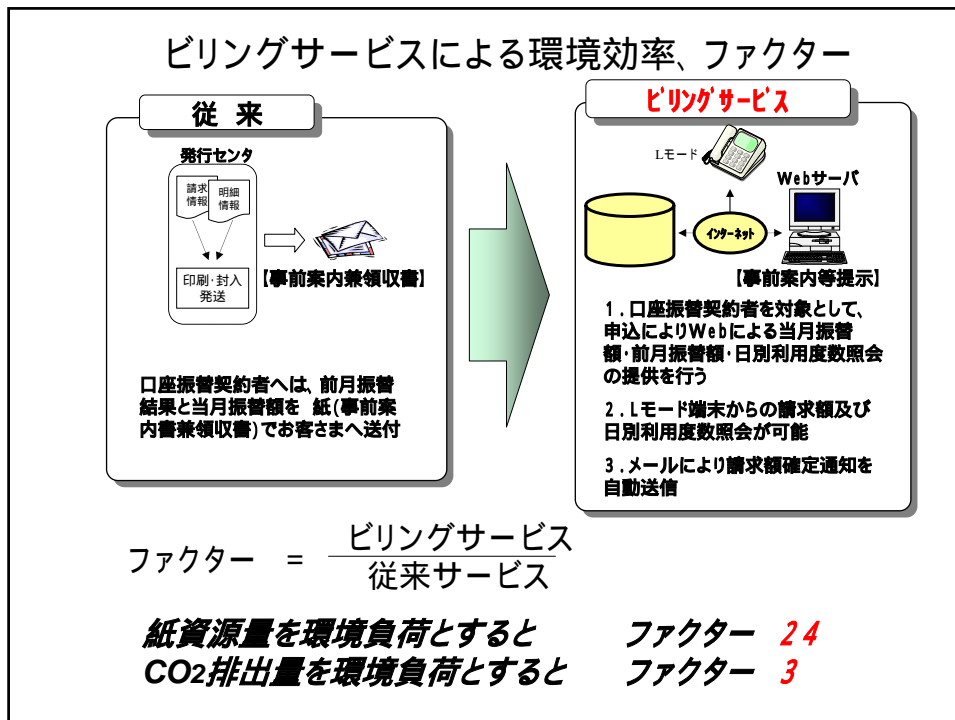 ビリングサービスによる環境効率、ファクター
従 来
発行センタ
請求
情報
明細
情報
印刷・封入
発送
【事前案内兼領収書】
口座振替契約者へは、前月振替
結果と当月振替額を 紙(事前案
内書兼領収書)でお客さまへ送付
ビリングサービス
Lモード
Webサーバ
インターネット
【事前案内等提示】
１．口座振替契約者を対象として、
申込によりWebによる当月振替
額・前月振替額・日別利用度数照会
の提供を行う
２．Lモード端末からの請求額及び
日別利用度数照会が可能
３．メールにより請求額確定通知を
自動送信
ファクター = ビリングサービス
従来サービス
紙資源量を環境負荷とすると ファクター 24
CO2排出量を環境負荷とすると ファクター 3